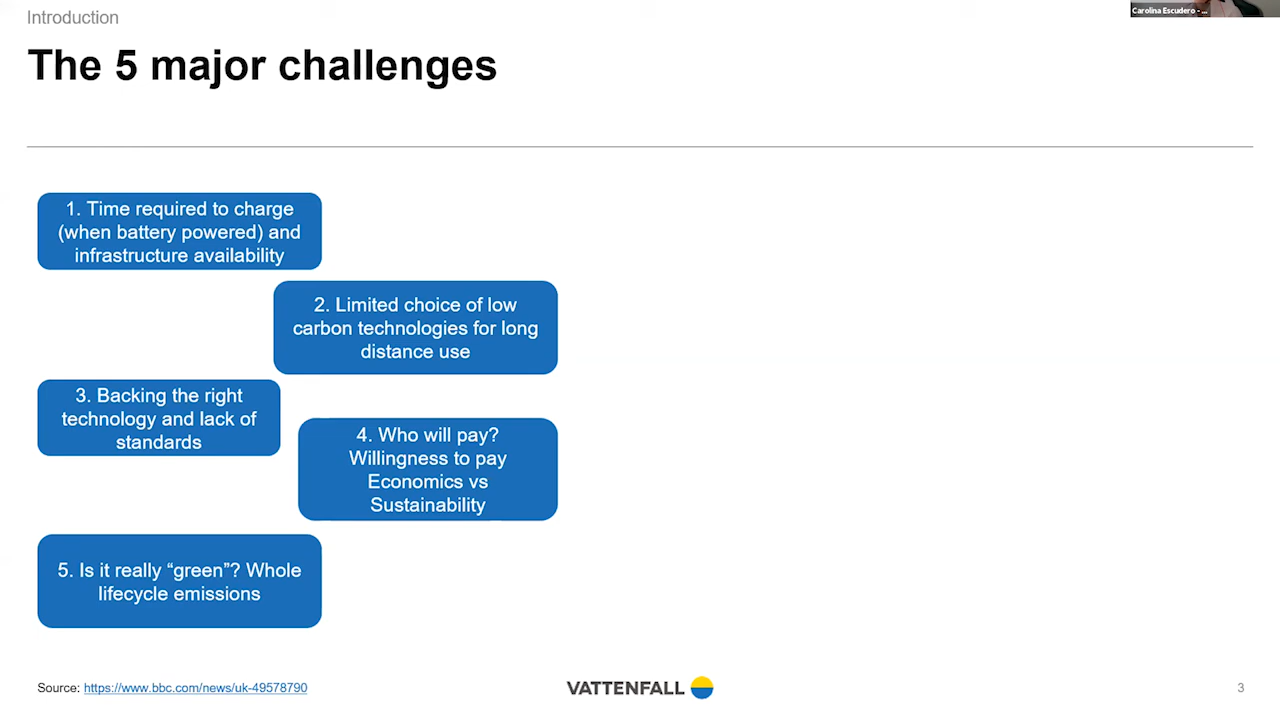 Introduction
Carolina Escudero - ...
The 5 major challenges
1. Time required to charge
(when battery powered) and
infrastructure availability
2. Limited choice of low
carbon technologies for long
distance use
3. Backing the right
technology and lack of
standards
4. Who will pay?
Willingness to pay
Economics vs
Sustainability
5. Is it really “green”? Whole
lifecycle emissions
Source: https://www.bbc.com/news/uk-49578790
VATTENFALL
3